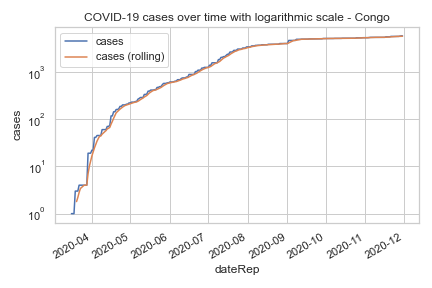 COVID-19 cases over time with logarithmic scale - Congo
cases
cases (rolling)
cases
10³
10²
10¹
10⁰
2020-04
2020-05
2020-06
2020-07
2020-08
2020-09
2020-10
2020-11
2020-12
dateRep